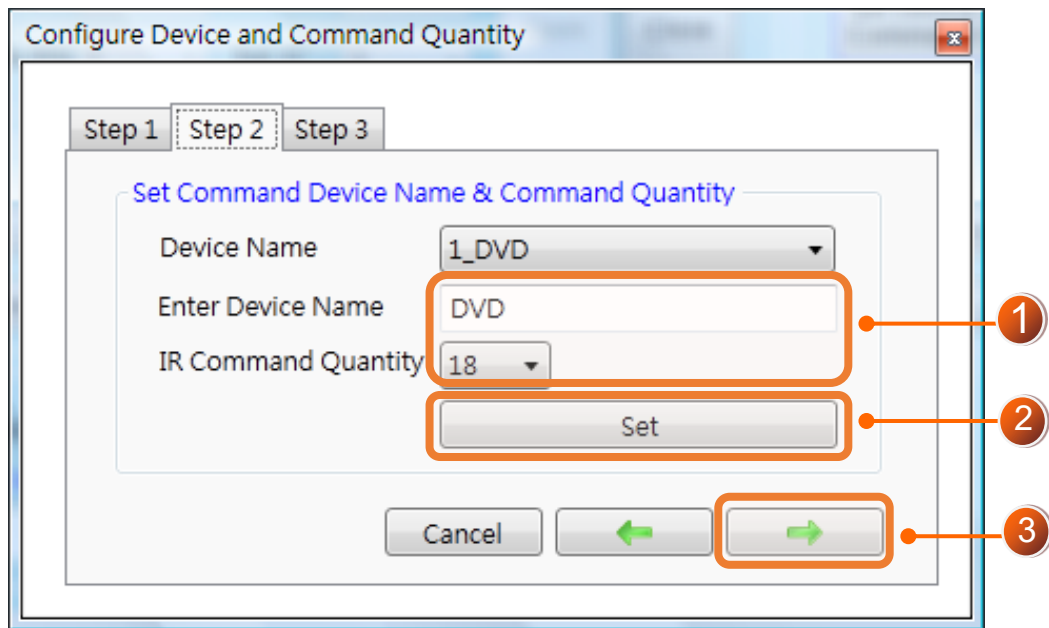 Configure Device and Command Quantity
x
Step 1 Step 2 Step 3
Set Command Device Name & Command Quantity
Device Name 1_DVD
Enter Device Name DVD
1
IR Command Quantity 18
Set
2
Cancel
3